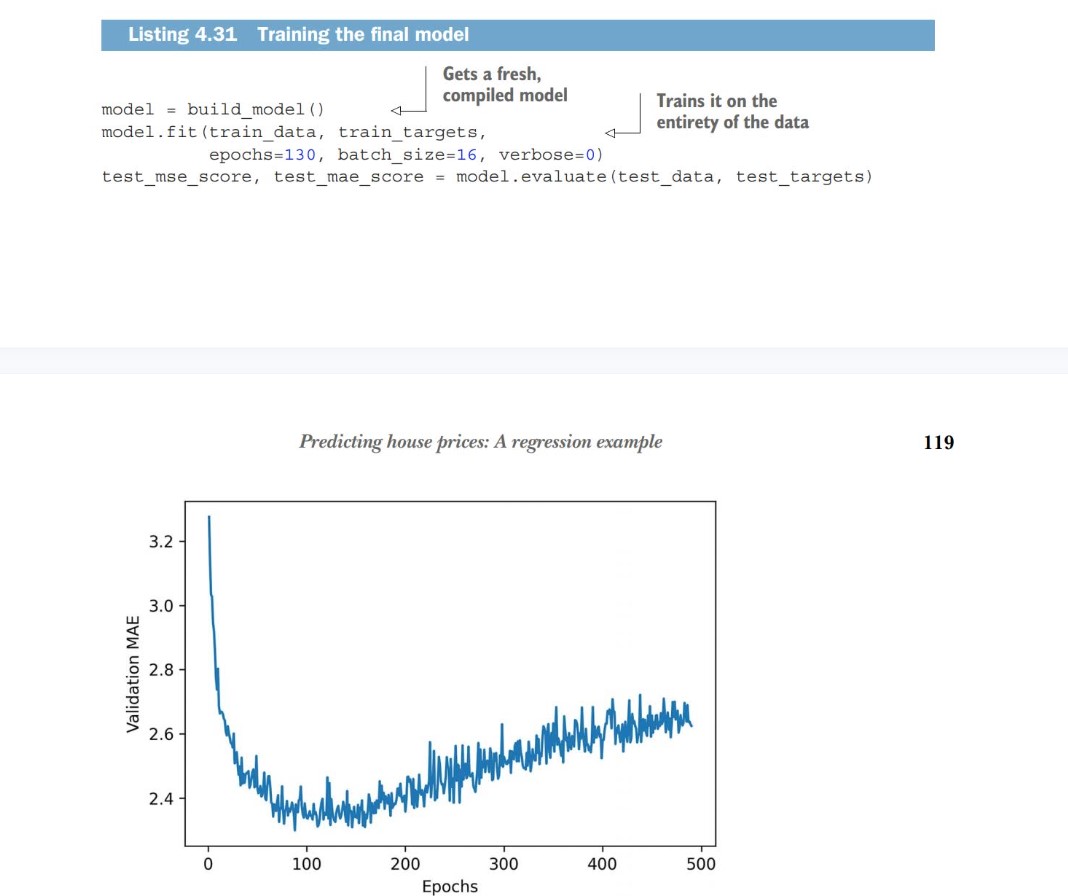 Listing 4.31 Training the final model
Gets a fresh,
compiled model
Trains it on the
entirety of the data
model = build_model()
model.fit(train_data, train_targets,
epochs=130, batch_size=16, verbose=0)
test_mse_score, test_mae_score = model.evaluate(test_data, test_targets)
Predicting house prices: A regression example 119
Validation MAE
3.2
3.0
2.8
2.6
2.4
0 100 200 300 400 500
Epochs